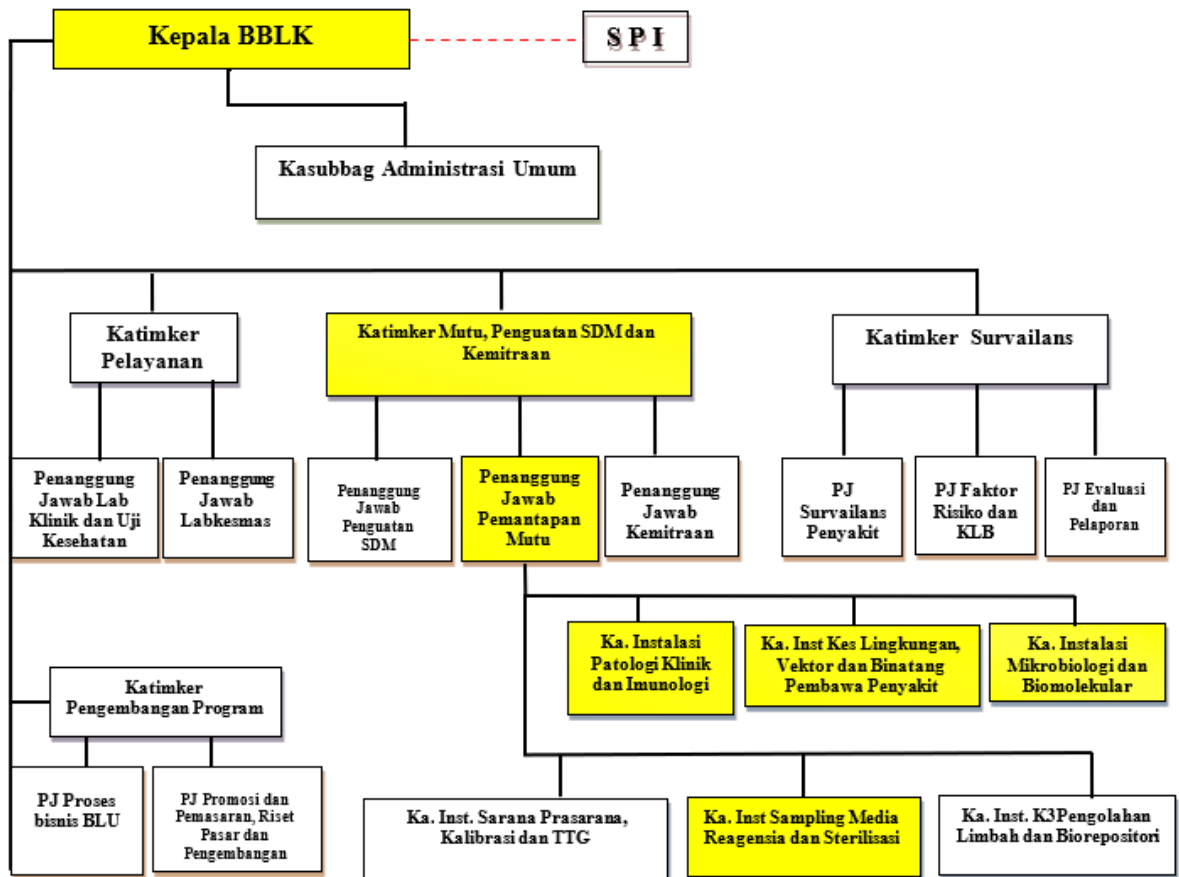 Kepala BBLK
S P I
Kasubbag Administrasi Umum
Katimker
Pelayanan
Katimker Mutu, Penguatan SDM dan
Kemitraan
Katimker Survailans
Penanggung
Jawab Lab
Klinik dan Uji
Kesehatan
Penanggung
Jawab
Labkesmas
Penanggung
Jawab
Penguatan
SDM
Penanggung
Jawab
Pemantapan
Mutu
Penanggung
Jawab
Kemitraan
PJ
Survailans
Penyakit
PJ Faktor
Risiko dan
KLB
PJ Evaluasi
dan
Pelaporan
Ka. Instalasi
Patologi Klinik
dan Imunologi
Ka. Inst Kes Lingkungan,
Vektor dan Binatang
Pembawa Penyakit
Ka. Instalasi
Mikrobiologi dan
Biomolekular
Katimker
Pengembangan Program
PJ Proses
bisnis BLU
PJ Promosi dan
Pemasaran, Riset
Pasar dan
Pengembangan
Ka. Inst. Sarana Prasarana,
Kalibrasi dan TTG
Ka. Inst Sampling Media
Reagensia dan Sterilisasi
Ka. Inst. K3 Pengolahan
Limbah dan Biorepositori